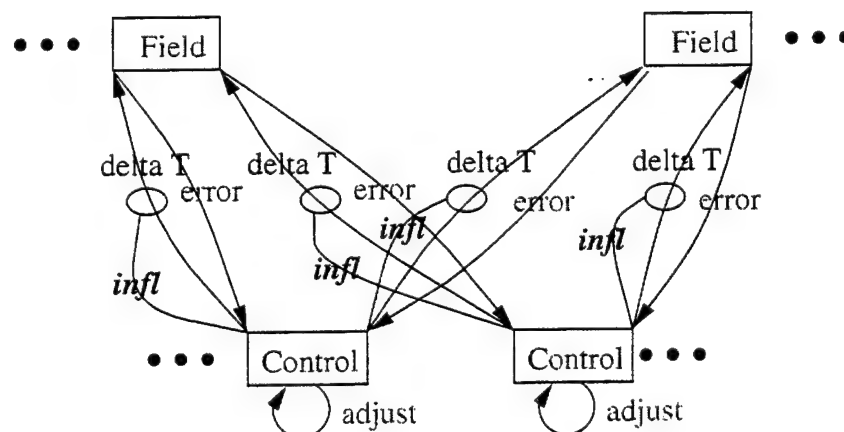 Field
Field
delta T
delta T
delta T
delta T
error
error
error
error
infl
infl
infl
infl
Control
Control
adjust
adjust